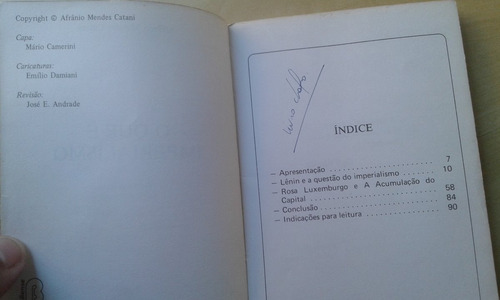 Copyright © Afrânio Mendes Catani
Capa:
Mário Camerini
Caricaturas:
Emílio Damiani
Revisão:
José E. Andrade
ÍNDICE
— Apresentação 7
— Lênin e a questão do imperialismo 10
— Rosa Luxemburgo e A Acumulação do
Capital 58
— Conclusão 84
— Indicações para leitura 90